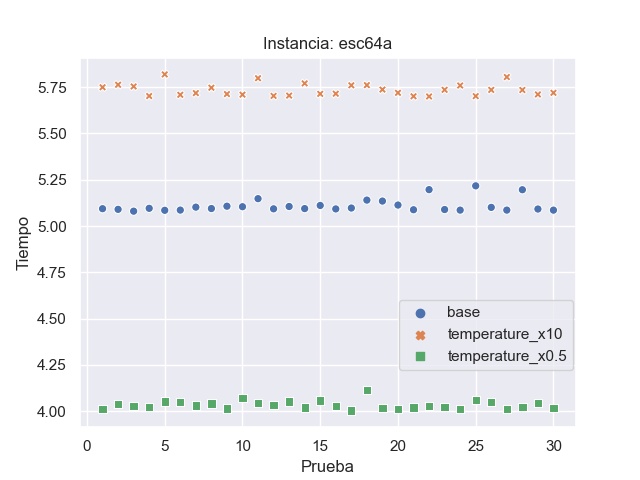 Instancia: esc64a
5.75
5.50
5.25
5.00
4.75
4.50
4.25
4.00
Tiempo
base
temperature_x10
temperature_x0.5
0 5 10 15 20 25 30
Prueba